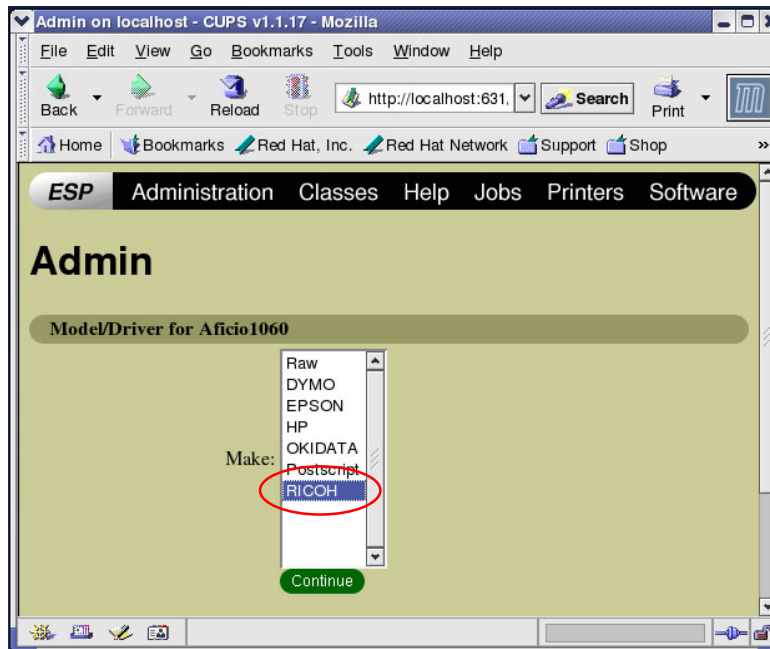 Admin on localhost - CUPS v1.1.17 - Mozilla
File Edit View Go Bookmarks Tools Window Help
Back Forward Reload Stop http://localhost:631, Search Print
Home Bookmarks Red Hat, Inc. Red Hat Network Support Shop »
ESP Administration Classes Help Jobs Printers Software
Admin
Model/Driver for Aficio1060
Raw
DYMO
EPSON
HP
OKIDATA
Make:
Postscript
RICOH
Continue